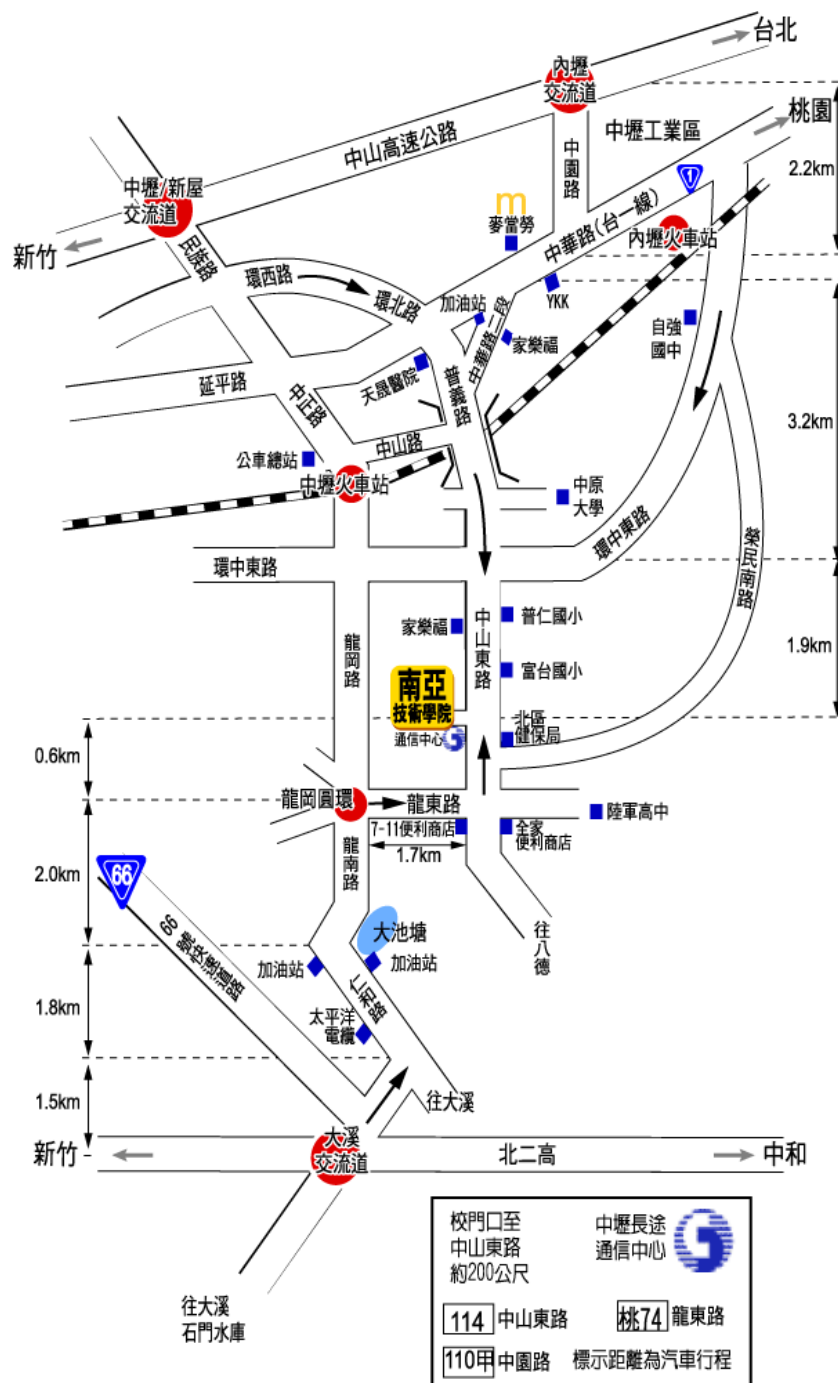 台北
內壢
交流道
桃園
中壢工業區
中山高速公路
中園路
2.2km
中壢/新屋
交流道
m
麥當勞
1
中華路(台一線)
內壢火車站
新竹
民族路
環西路
環北路
加油站
YKK
中華路二段
家樂福
自強
國中
延平路
中正路
天晟醫院
普義路
3.2km
中山路
公車總站
中壢火車站
中原
大學
環中東路
環中東路
榮民南路
龍岡路
家樂福
中山東路
普仁國小
1.9km
富台國小
南亞
技術學院
北區
健保局
通信中心
0.6km
龍岡圓環
龍東路
陸軍高中
7-11便利商店
全家
便利商店
1.7km
龍南路
2.0km
66
66號快速道路
大池塘
往八德
加油站
加油站
仁和路
1.8km
太平洋
電纜
1.5km
往大溪
新竹
大溪
交流道
北二高
中和
往大溪
石門水庫
校門口至
中山東路
約200公尺
中壢長途
通信中心
114 中山東路
桃74 龍東路
110甲 中園路
標示距離為汽車行程